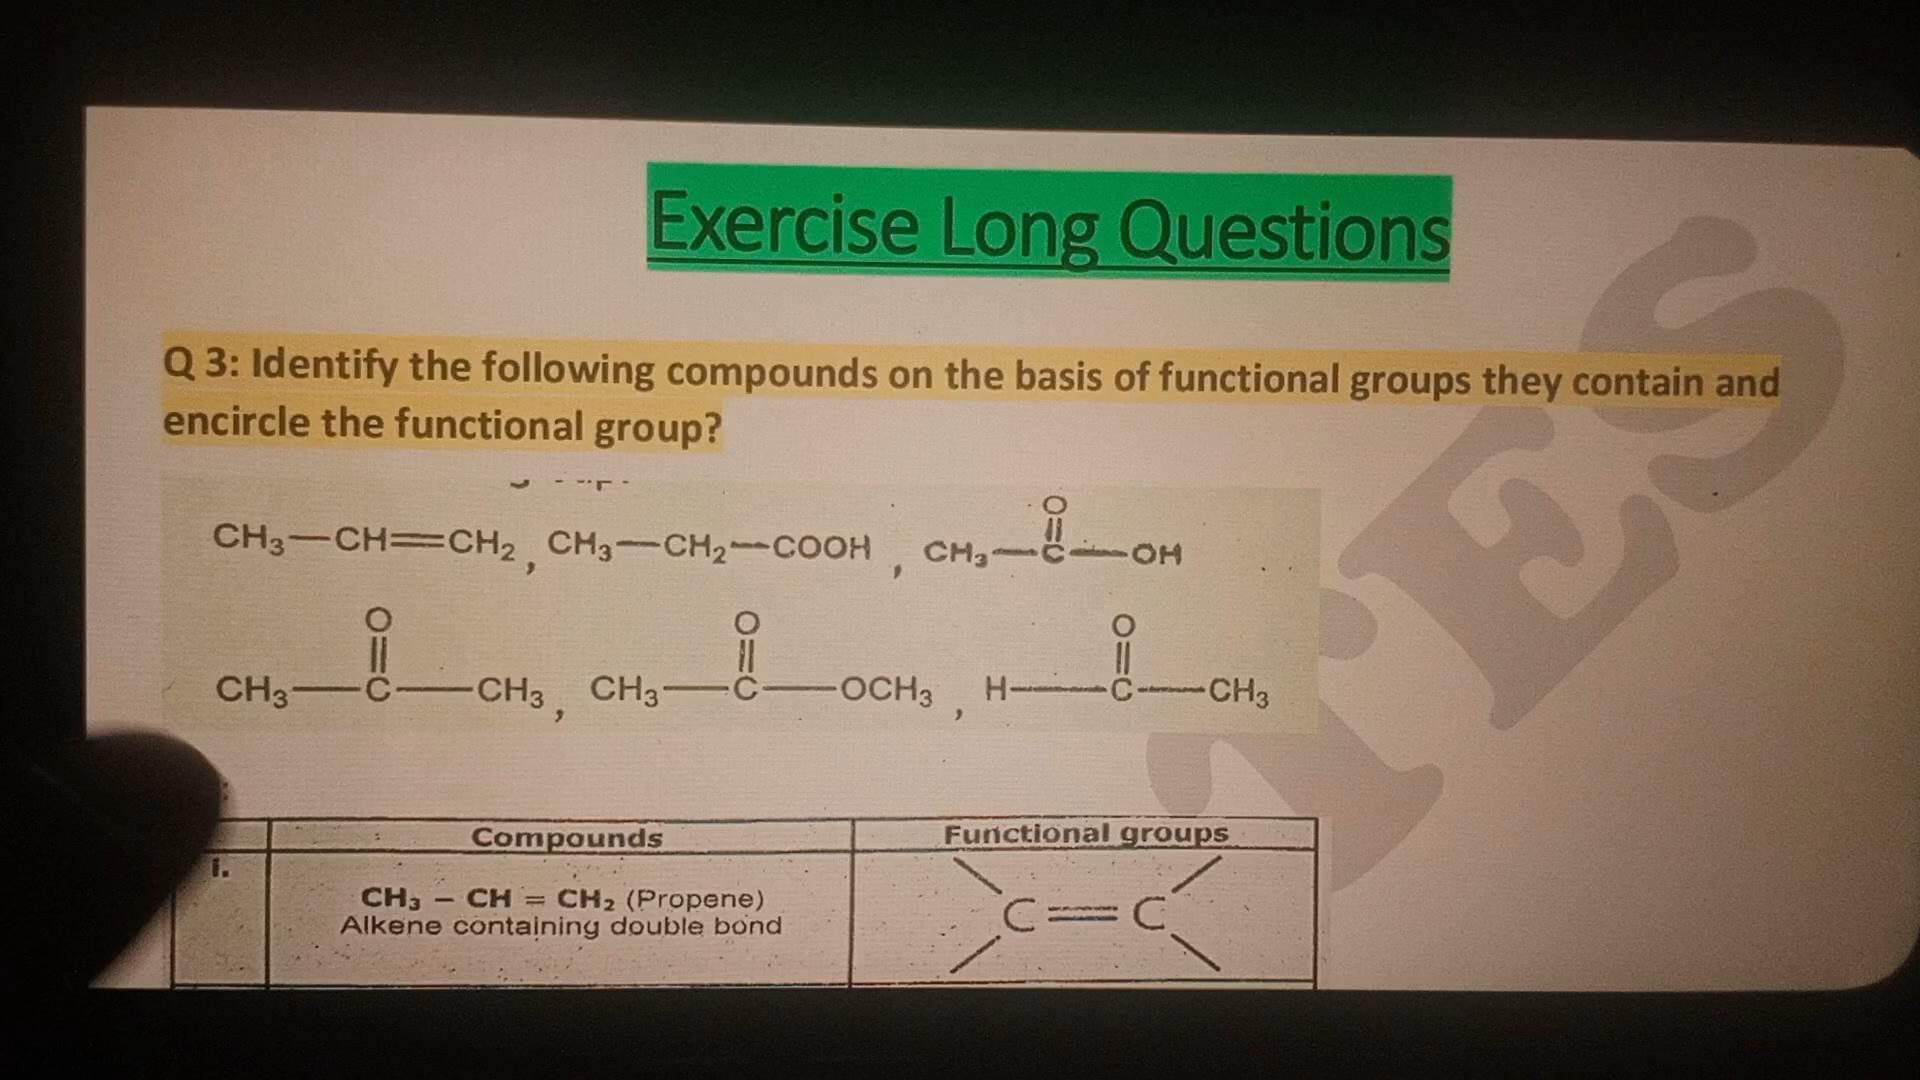 Exercise Long Questions
Q 3: Identify the following compounds on the basis of functional groups they contain and
encircle the functional group?
CH₃—CH=CH₂, CH₃—CH₂—COOH, CH₃—C(=O)—OH
CH₃—C(=O)—CH₃, CH₃—C(=O)—OCH₃, H—C(=O)—CH₃
Compounds Functional groups
i.
CH₃ – CH = CH₂ (Propene)
Alkene containing double bond
C=C